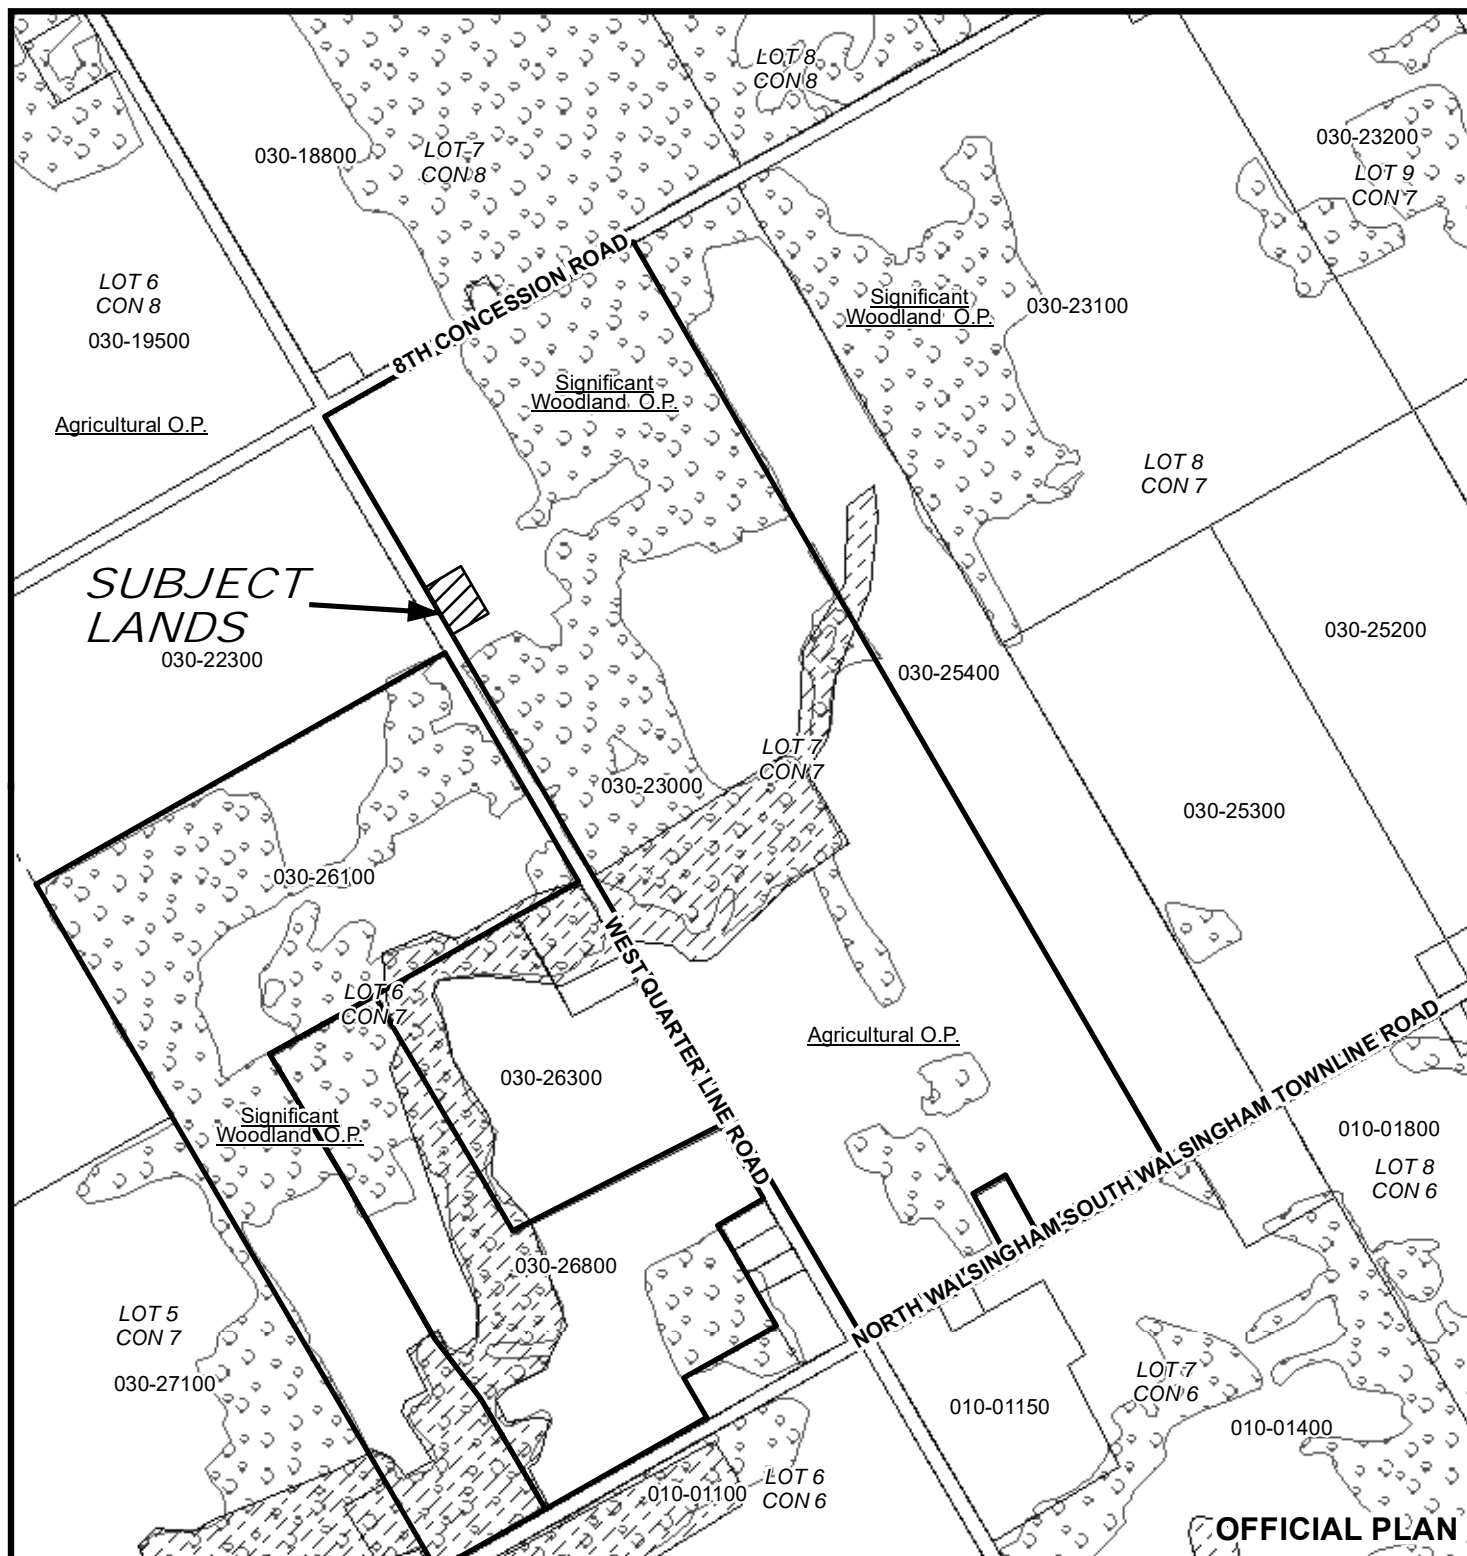 LOT 8
CON 8
030-18800
LOT 7
CON 8
030-23200
LOT 9
CON 7
LOT 6
CON 8
030-19500
8TH CONCESSION ROAD
Significant
Woodland O.P.
030-23100
Significant
Woodland O.P.
Agricultural O.P.
LOT 8
CON 7
SUBJECT
LANDS
030-22300
030-25200
030-25400
LOT 7
CON 7
030-23000
030-25300
030-26100
LOT 6
CON 7
WEST QUARTER LINE ROAD
Agricultural O.P.
030-26300
Significant
Woodland O.P.
NORTH WALSINGHAM SOUTH WALSINGHAM TOWNLINE ROAD
010-01800
LOT 8
CON 6
030-26800
LOT 5
CON 7
030-27100
LOT 7
CON 6
010-01150
010-01400
010-01100
LOT 6
CON 6
OFFICIAL PLAN